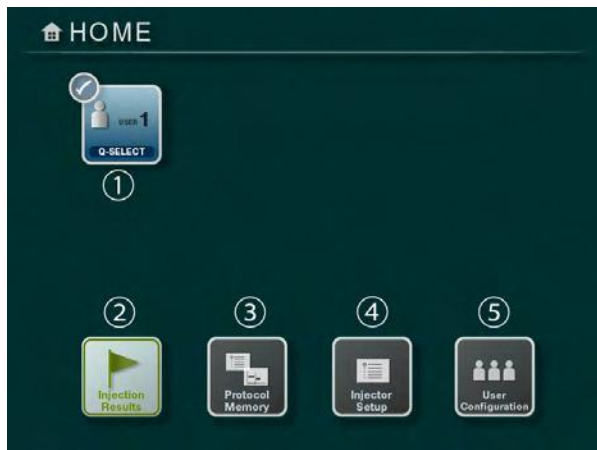 HOME
USER 1
Q-SELECT
①
② ③ ④ ⑤
Injection
Results
Protocol
Memory
Injector
Setup
User
Configuration